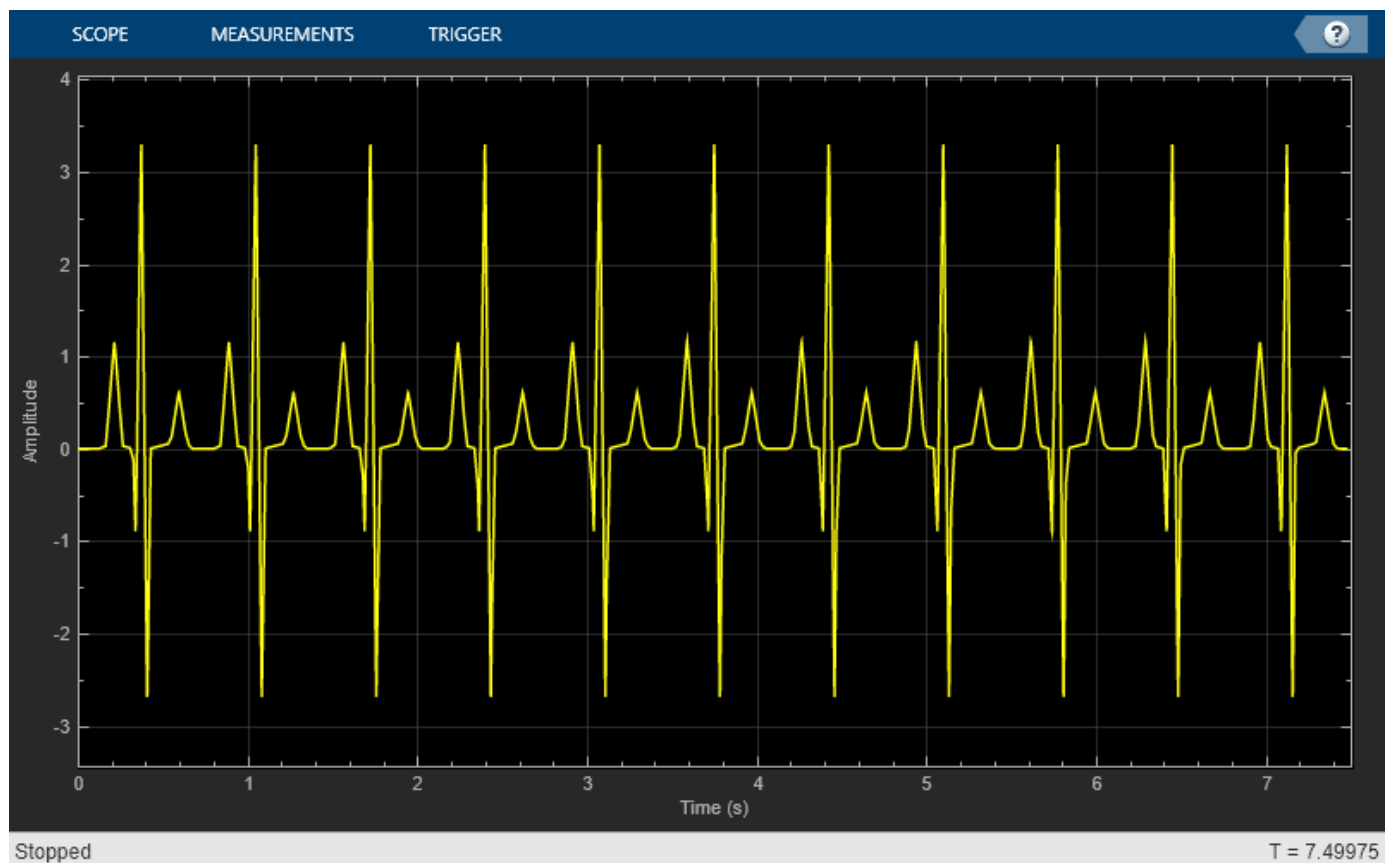 SCOPE MEASUREMENTS TRIGGER ?
4
3
2
1
0
-1
-2
-3
Amplitude
0 1 2 3 4 5 6 7
Time (s)
Stopped T = 7.49975